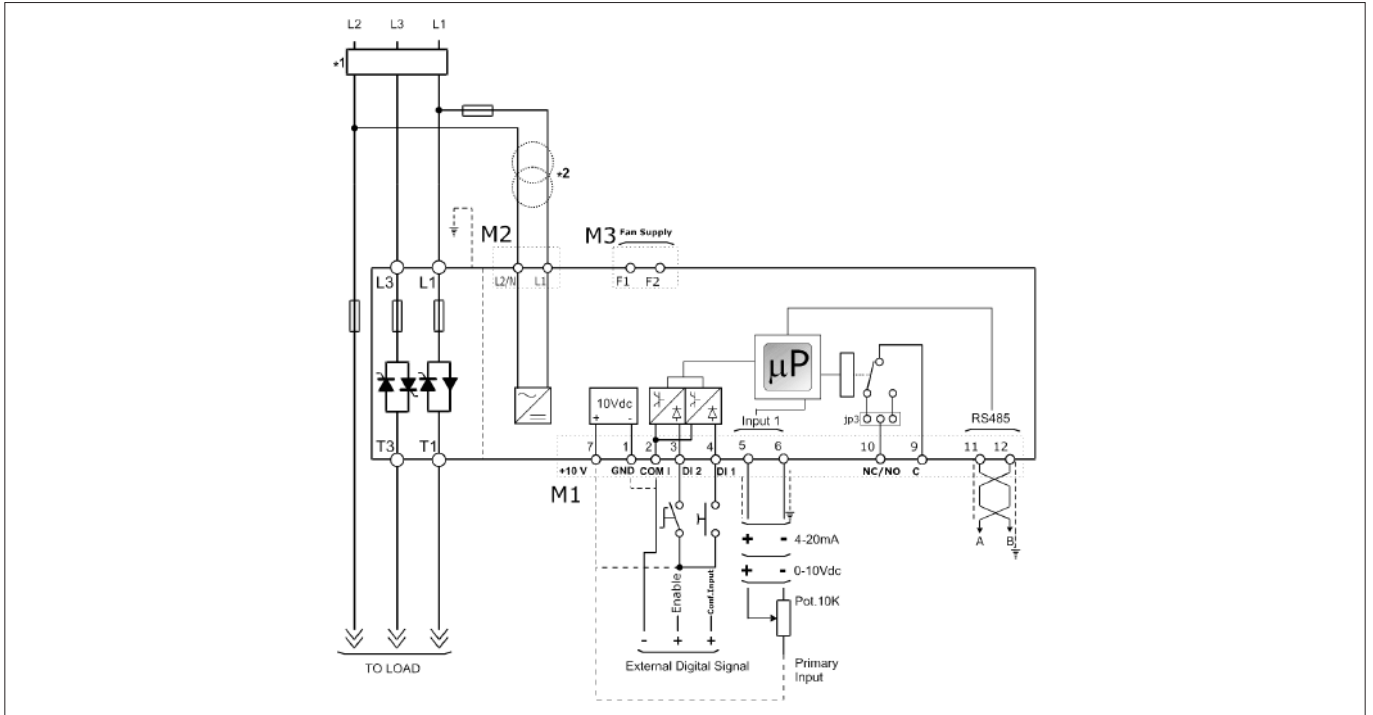 L2 L3 L1
*1
*2
M2 M3 Fan Supply
L3 L1 L2/N L1 F1 F2
µP
10Vdc
+ -
Input 1
jp3
RS485
T3 T1 7 1 2 3 4 5 6 10 9 11 12
+10 V GND COM I DI 2 DI 1 NC/NO C
M1
+ - 4-20mA
A B
+ - 0-10Vdc
Enable
Conf.Input
Pot.10K
- + +
External Digital Signal
Primary
Input
TO LOAD